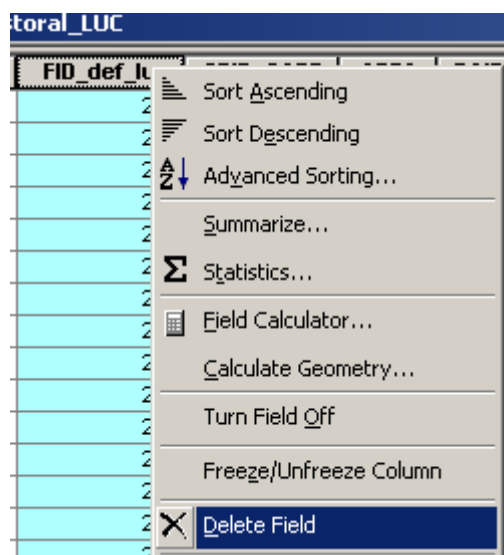 toral_LUC
FID_def_lu
Sort Ascending
Sort Descending
Advanced Sorting...
Summarize...
Statistics...
Field Calculator...
Calculate Geometry...
Turn Field Off
Freeze/Unfreeze Column
Delete Field